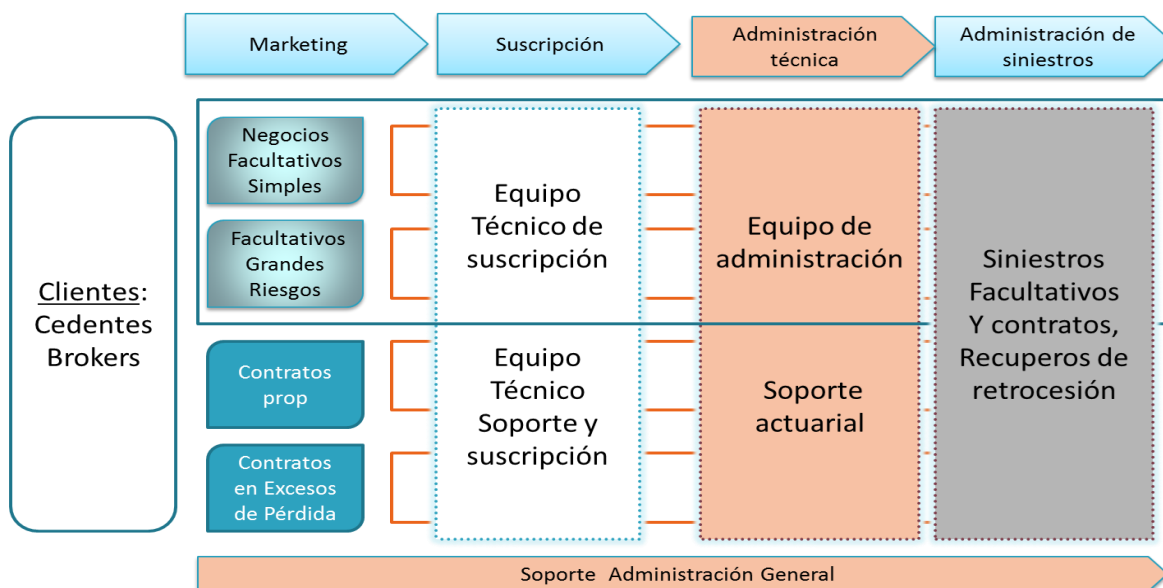 Marketing
Suscripción
Administración
técnica
Administración de
siniestros
Clientes:
Cedentes
Brokers
Negocios
Facultativos
Simples
Facultativos
Grandes
Riesgos
Contratos
prop
Contratos
en Excesos
de Pérdida
Equipo
Técnico de
suscripción
Equipo
Técnico
Soporte y
suscripción
Equipo de
administración
Soporte
actuarial
Siniestros
Facultativos
Y contratos,
Recuperos de
retrocesión
Soporte Administración General